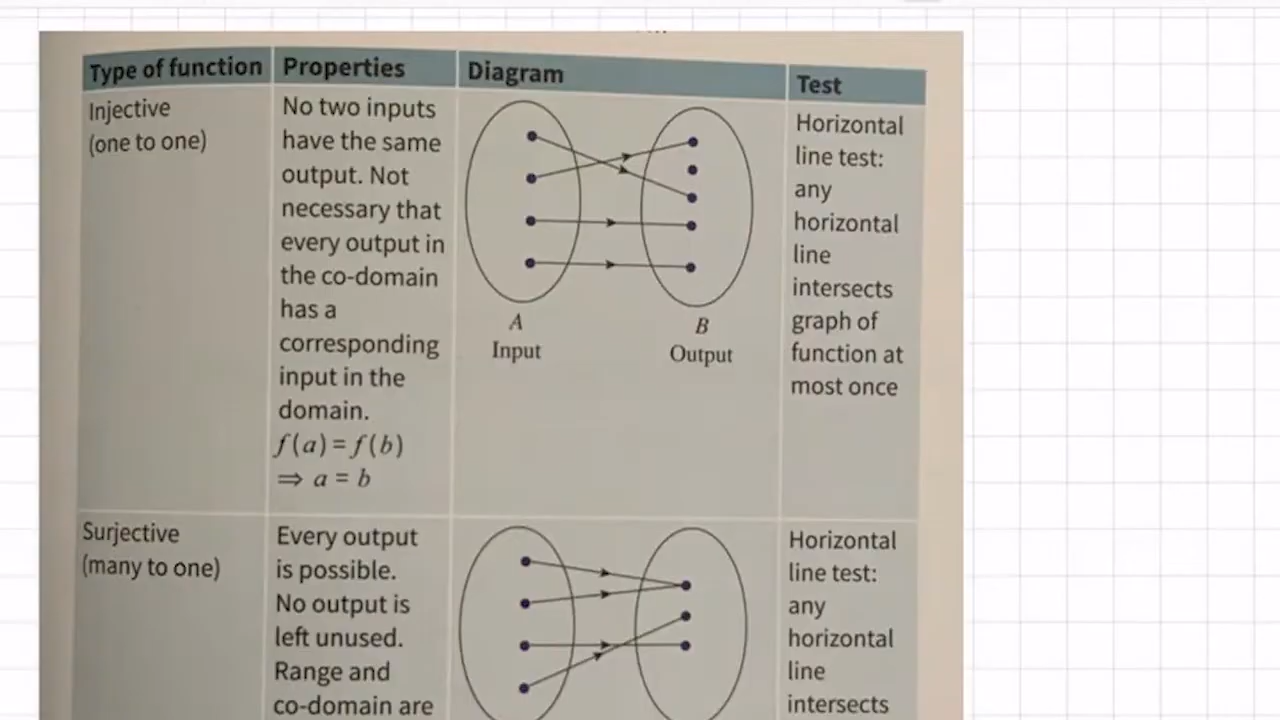 Type of function
Properties
Diagram
Test
Injective
(one to one)
No two inputs
have the same
output. Not
necessary that
every output in
the co-domain
has a
corresponding
input in the
domain.
f(a) = f(b)
⇒ a = b
A
Input
B
Output
Horizontal
line test:
any
horizontal
line
intersects
graph of
function at
most once
Surjective
(many to one)
Every output
is possible.
No output is
left unused.
Range and
co-domain are
Horizontal
line test:
any
horizontal
line
intersects